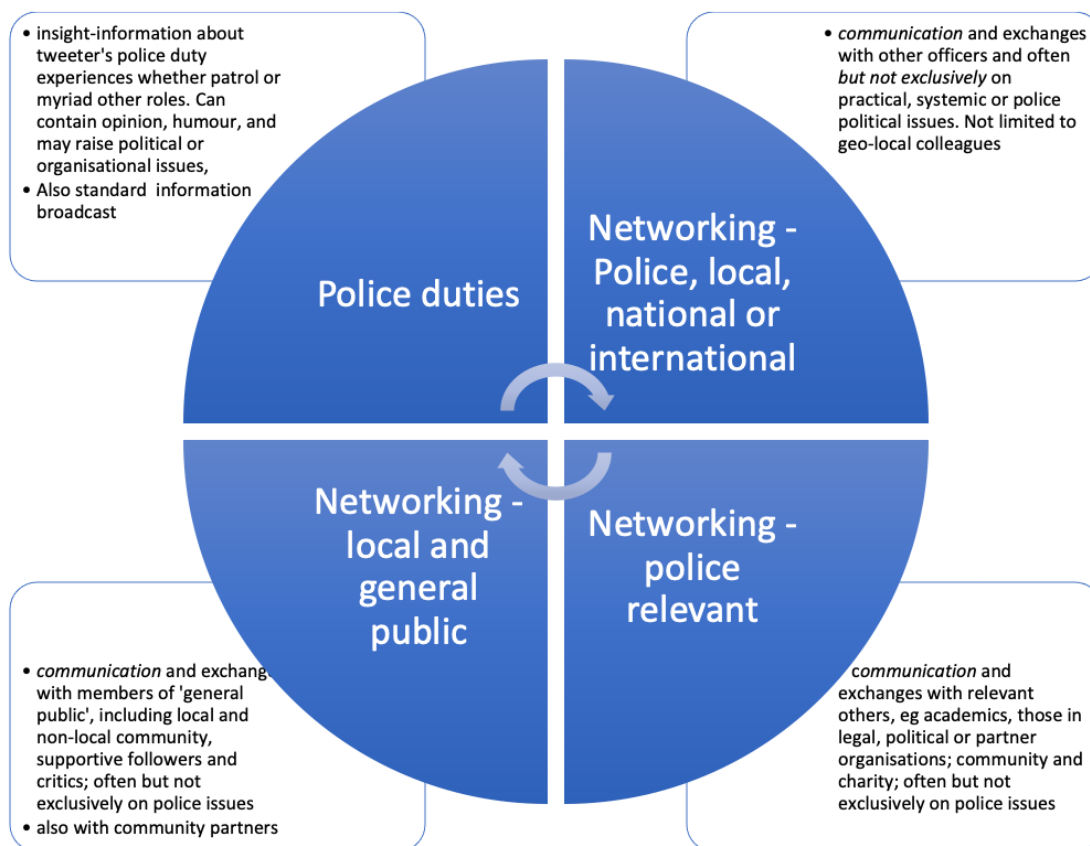 • insight-information about
tweeter's police duty
experiences whether patrol or
myriad other roles. Can
contain opinion, humour, and
may raise political or
organisational issues,
• Also standard information
broadcast
• communication and exchanges
with other officers and often
but not exclusively on
practical, systemic or police
political issues. Not limited to
geo-local colleagues
Police duties
Networking -
Police, local,
national or
international
Networking -
local and
general
public
Networking -
police
relevant
• communication and exchang
with members of 'general
public', including local and
non-local community,
supportive followers and
critics; often but not
exclusively on police issues
• also with community partners
communication and
exchanges with relevant
others, eg academics, those in
legal, political or partner
organisations; community and
charity; often but not
exclusively on police issues